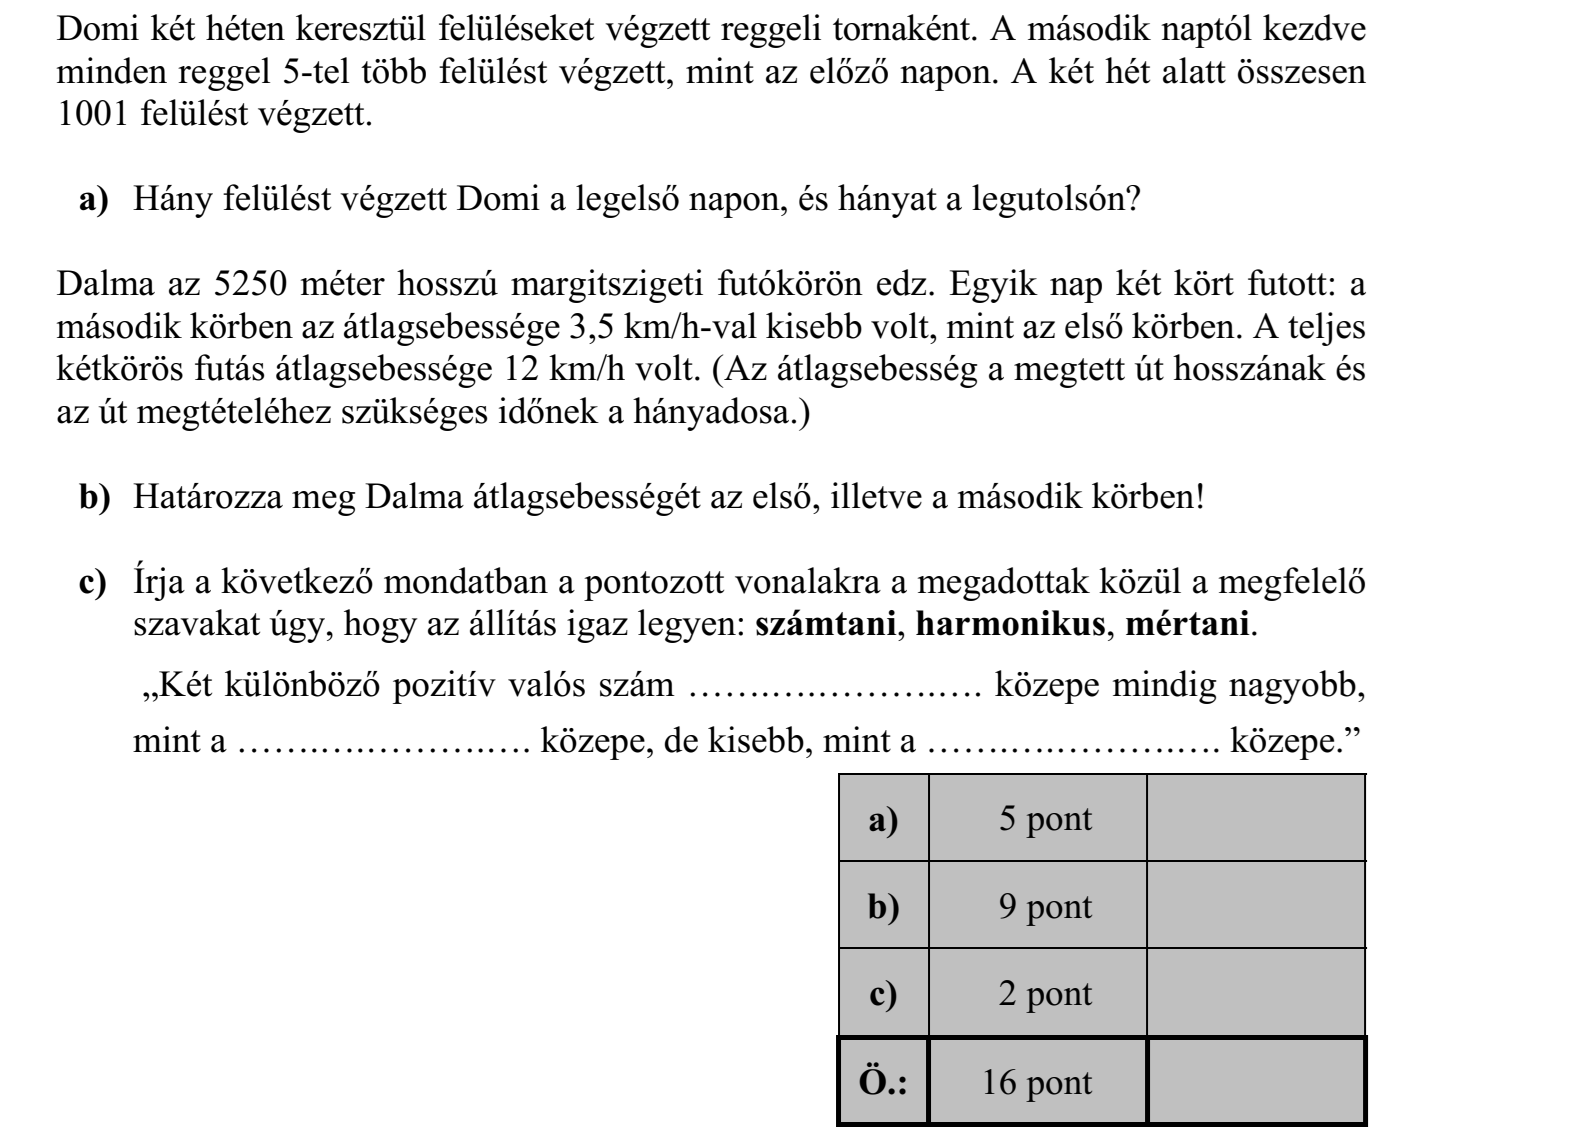 Domi két héten keresztül felüléseket végzett reggeli tornaként. A második naptól kezdve
minden reggel 5-tel több felülést végzett, mint az előző napon. A két hét alatt összesen
1001 felülést végzett.
a) Hány felülést végzett Domi a legelső napon, és hányat a legutolsón?
Dalma az 5250 méter hosszú margitszigeti futókörön edz. Egyik nap két kört futott: a
második körben az átlagsebessége 3,5 km/h-val kisebb volt, mint az első körben. A teljes
kétkörös futás átlagsebessége 12 km/h volt. (Az átlagsebesség a megtett út hosszának és
az út megtételéhez szükséges időnek a hányadosa.)
b) Határozza meg Dalma átlagsebességét az első, illetve a második körben!
c) Írja a következő mondatban a pontozott vonalakra a megadottak közül a megfelelő
szavakat úgy, hogy az állítás igaz legyen: számtani, harmonikus, mértani.
„Két különböző pozitív valós szám …….…..…………..…. közepe mindig nagyobb,
mint a …….…..…………..…. közepe, de kisebb, mint a …….…..…………..…. közepe.”
a) 5 pont
b) 9 pont
c) 2 pont
Ö.: 16 pont